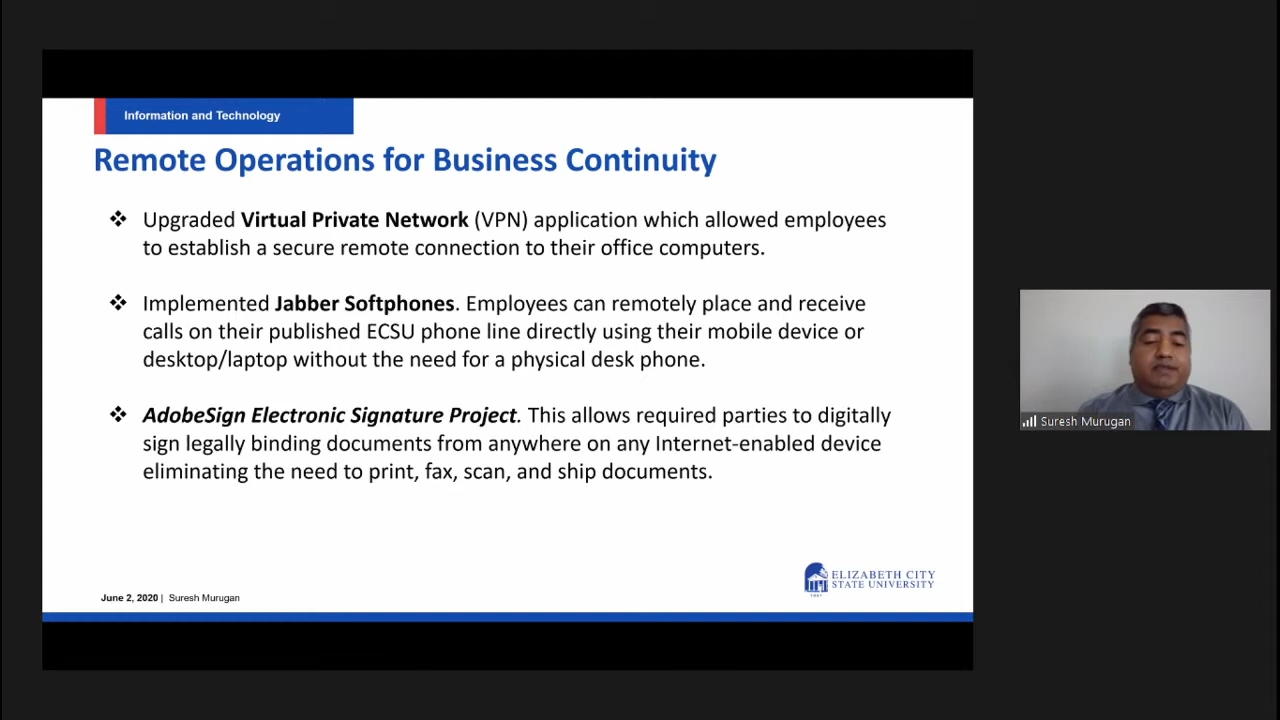 Information and Technology
Remote Operations for Business Continuity
❖ Upgraded Virtual Private Network (VPN) application which allowed employees
to establish a secure remote connection to their office computers.
❖ Implemented Jabber Softphones. Employees can remotely place and receive
calls on their published ECSU phone line directly using their mobile device or
desktop/laptop without the need for a physical desk phone.
❖ AdobeSign Electronic Signature Project. This allows required parties to digitally
sign legally binding documents from anywhere on any Internet-enabled device
eliminating the need to print, fax, scan, and ship documents.
ELIZABETH CITY
STATE UNIVERSITY
June 2, 2020 | Suresh Murugan
Suresh Murugan